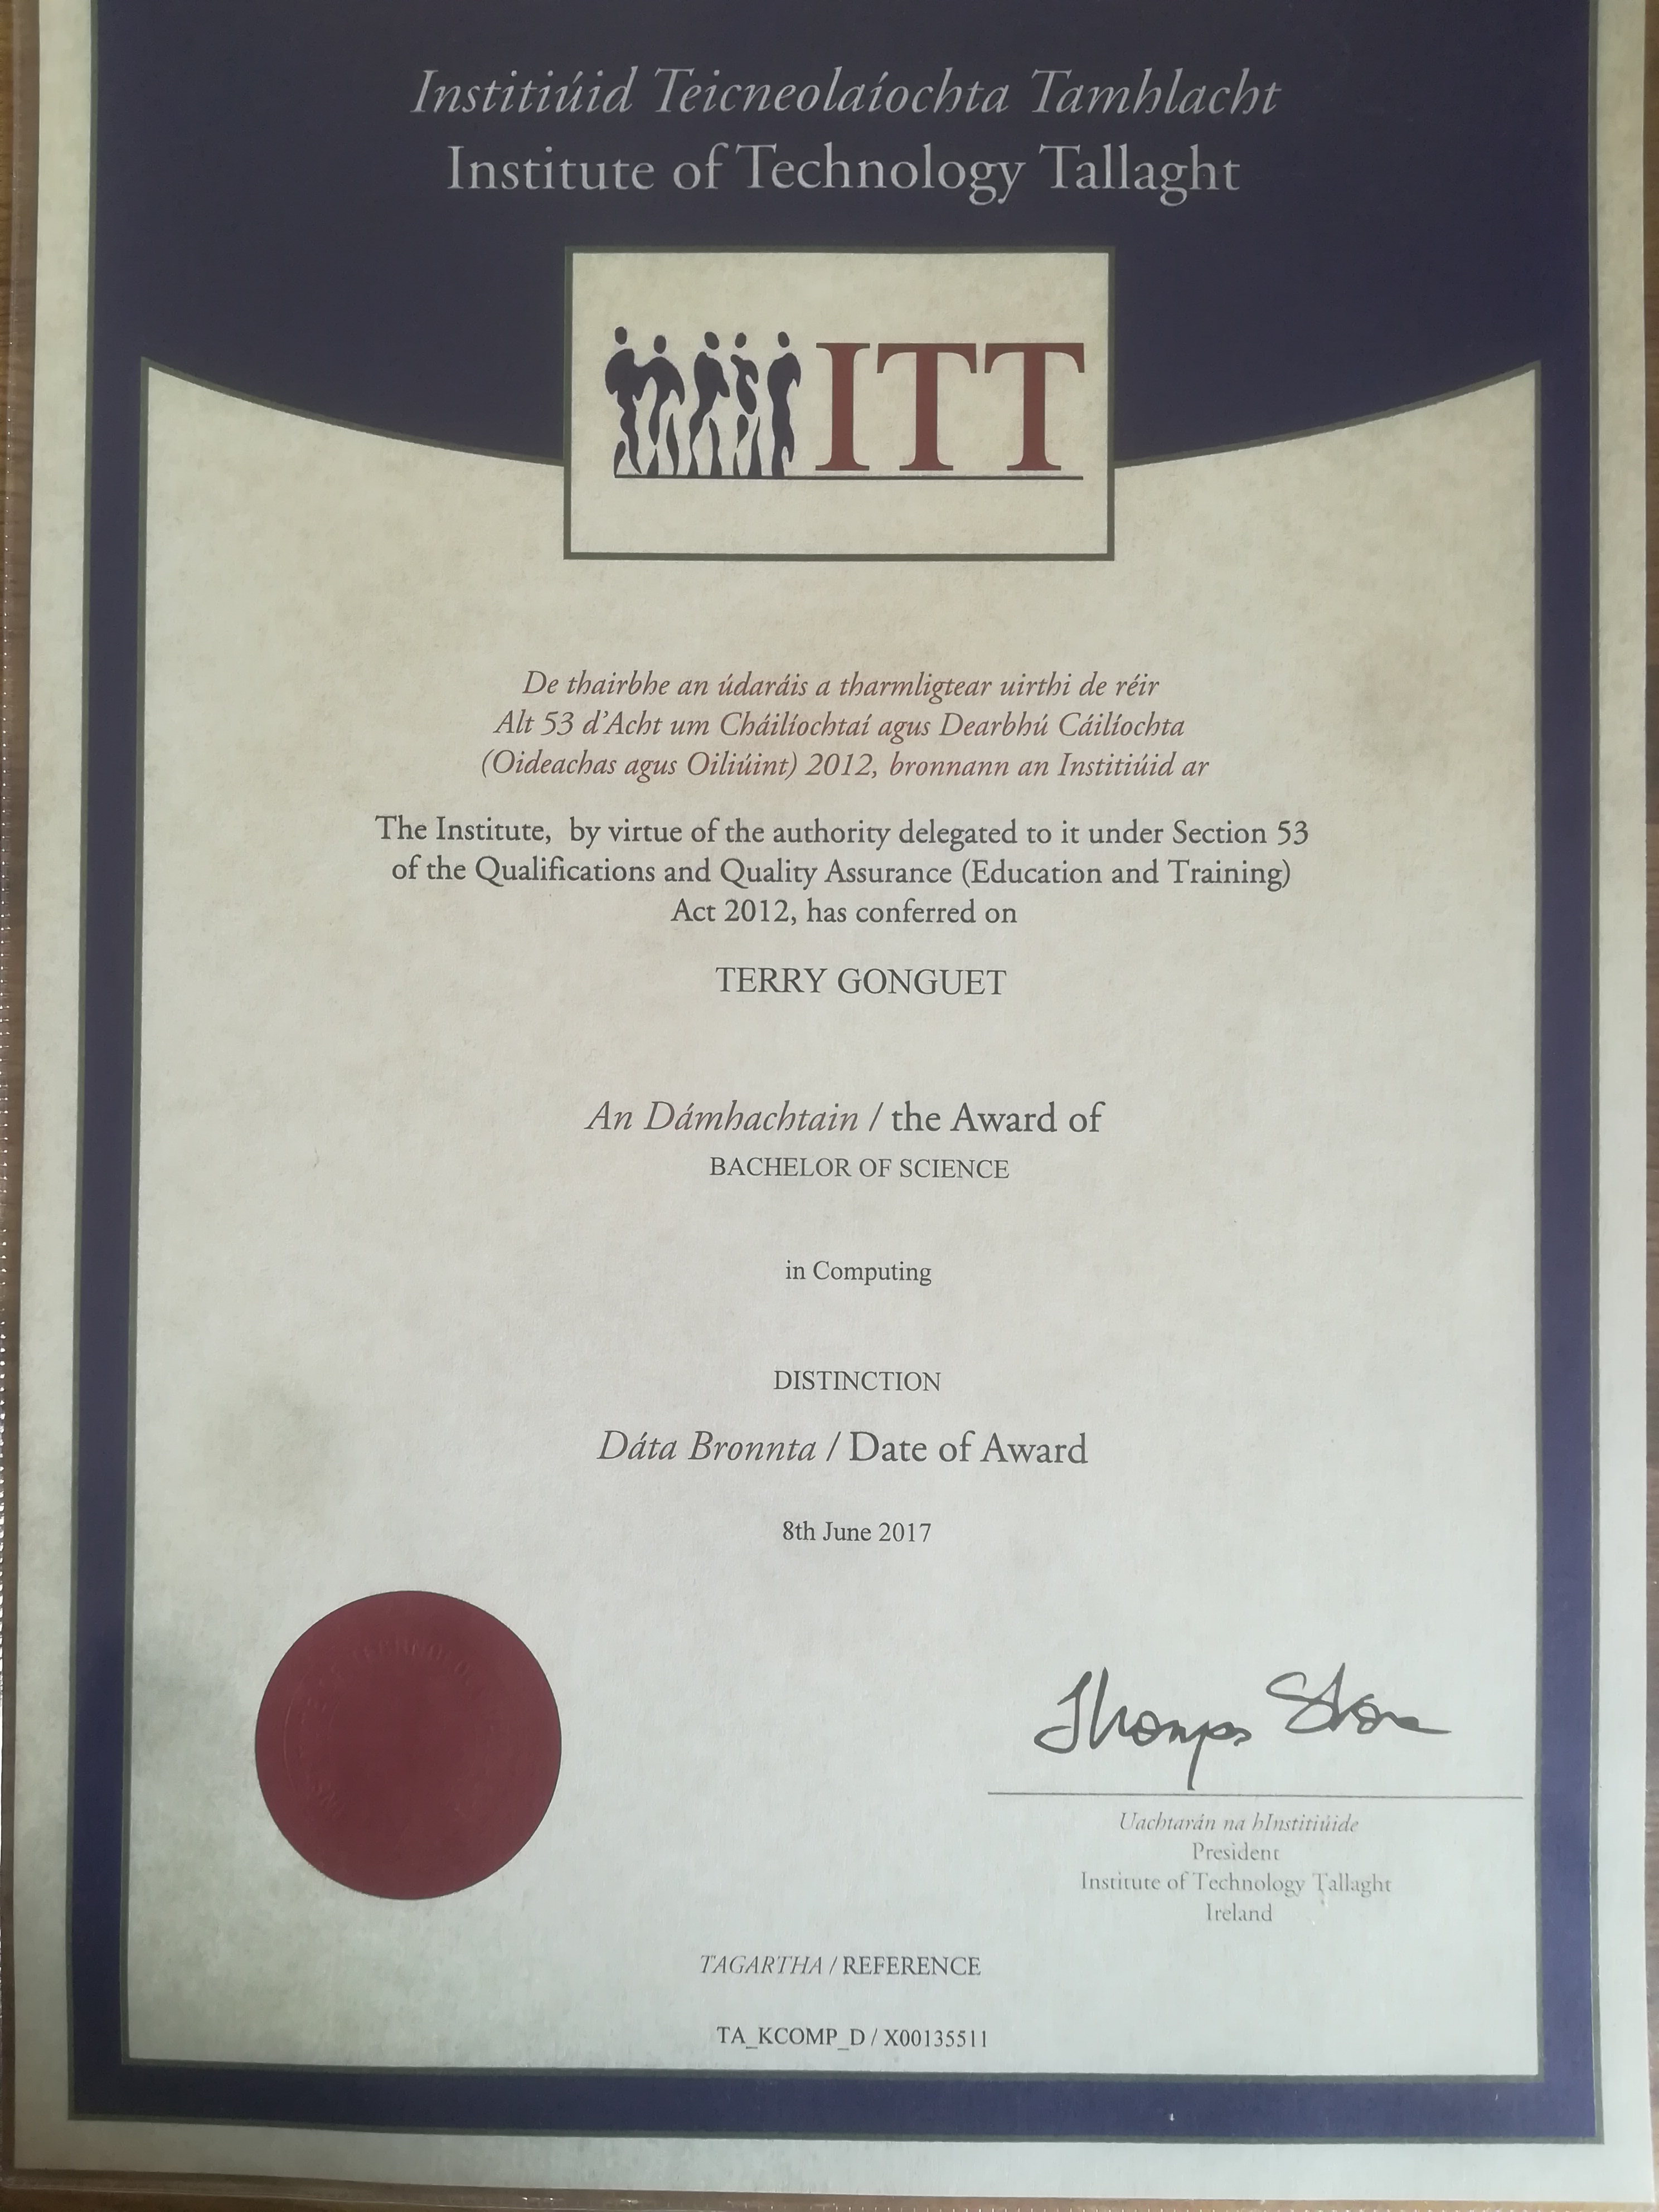 Institiúid Teicneolaíochta Tamhlacht
Institute of Technology Tallaght
ITT
De thairbhe an údaráis a tharmligtear uirthi de réir
Alt 53 d'Acht um Cháilíochtaí agus Dearbhú Cáilíochta
(Oideachas agus Oiliúint) 2012, bronnann an Institiúid ar
The Institute, by virtue of the authority delegated to it under Section 53
of the Qualifications and Quality Assurance (Education and Training)
Act 2012, has conferred on
TERRY GONGUET
An Dámhachtain / the Award of
BACHELOR OF SCIENCE
in Computing
DISTINCTION
Dáta Bronnta / Date of Award
8th June 2017
Uachtarán na hInstitiúide
President
Institute of Technology Tallaght
Ireland
TAGARTHA / REFERENCE
TA_KCOMP_D / X00135511